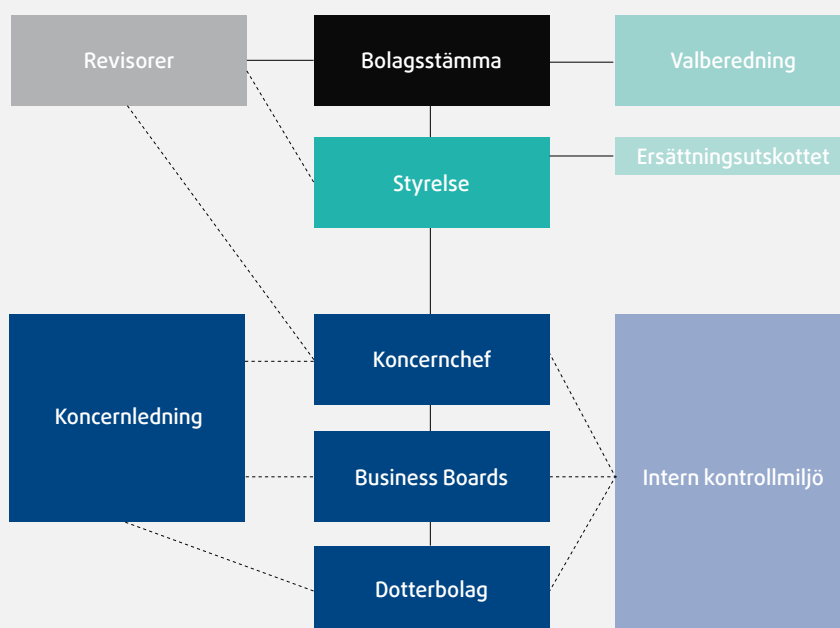 Revisorer
Bolagsstämma
Valberedning
Ersättningsutskottet
Styrelse
Koncernchef
Koncernledning
Business Boards
Intern kontrollmiljö
Dotterbolag